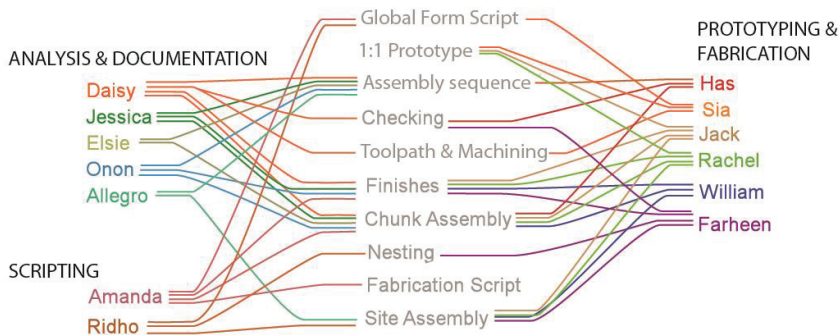 ANALYSIS & DOCUMENTATION
Daisy
Jessica
Elsie
Onon
Allegro
SCRIPTING
Amanda
Ridho
Global Form Script
1:1 Prototype
Assembly sequence
Checking
Toolpath & Machining
Finishes
Chunk Assembly
Nesting
Fabrication Script
Site Assembly
PROTOTYPING &
FABRICATION
Has
Sia
Jack
Rachel
William
Farheen